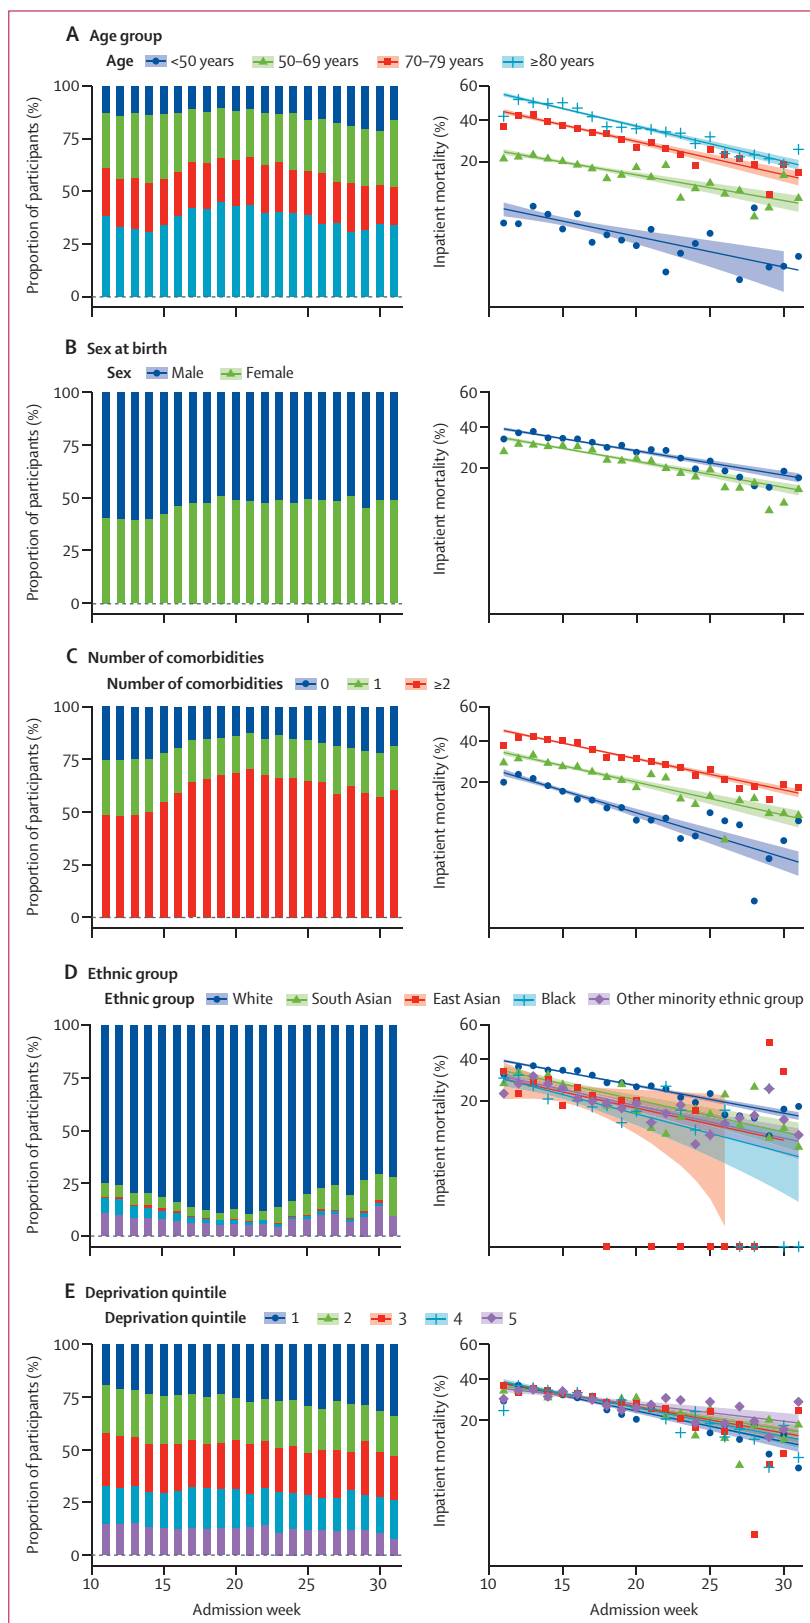 A Age group
Age <50 years 50–69 years 70–79 years ≥80 years
Proportion of participants (%)
100
75
50
25
0
Inpatient mortality (%)
60
40
20
B Sex at birth
Sex Male Female
Proportion of participants (%)
100
75
50
25
0
Inpatient mortality (%)
60
40
20
C Number of comorbidities
Number of comorbidities 0 1 ≥2
Proportion of participants (%)
100
75
50
25
0
Inpatient mortality (%)
60
40
20
D Ethnic group
Ethnic group White South Asian East Asian Black Other minority ethnic group
Proportion of participants (%)
100
75
50
25
0
Inpatient mortality (%)
60
40
20
E Deprivation quintile
Deprivation quintile 1 2 3 4 5
Proportion of participants (%)
100
75
50
25
0
10 15 20 25 30
Admission week
Inpatient mortality (%)
60
40
20
10 15 20 25 30
Admission week